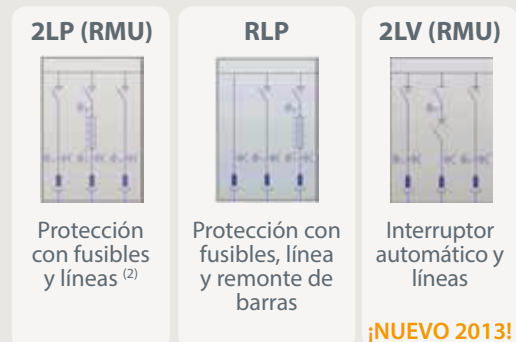 2LP (RMU)
Protección
con fusibles
y líneas (2)
RLP
Protección con
fusibles, línea
y remonte de
barras
2LV (RMU)
Interruptor
automático y
líneas
¡NUEVO 2013!